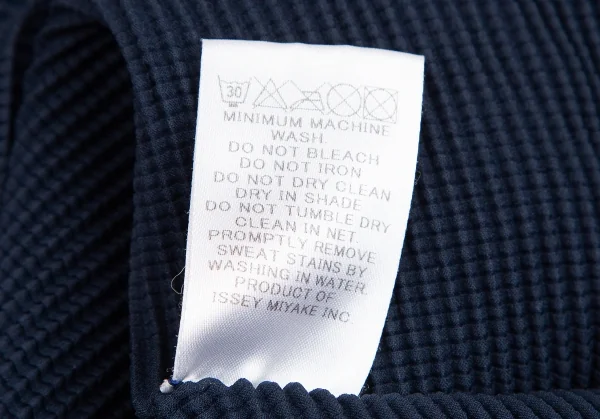 30
MINIMUM MACHINE
WASH.
DO NOT BLEACH
DO NOT IRON
DO NOT DRY CLEAN
DRY IN SHADE
DO NOT TUMBLE DRY
CLEAN IN NET.
PROMPTLY REMOVE
SWEAT STAINS BY
WASHING IN WATER.
PRODUCT OF
ISSEY MIYAKE INC.